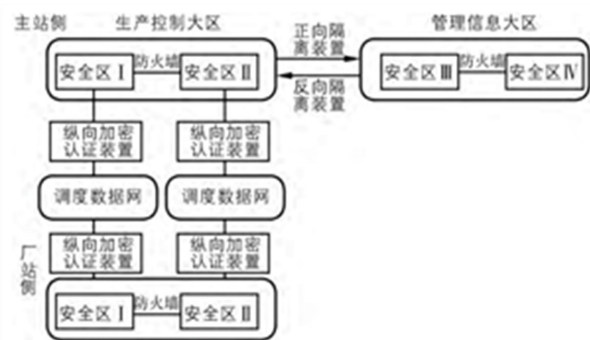 主站侧 生产控制大区 管理信息大区
正向隔
离装置
安全区Ⅰ 防火墙 安全区Ⅱ
安全区Ⅲ 防火墙 安全区Ⅳ
反向隔
离装置
纵向加密
认证装置
纵向加密
认证装置
调度数据网 调度数据网
纵向加密
认证装置
纵向加密
认证装置
厂站侧
安全区Ⅰ 防火墙 安全区Ⅱ